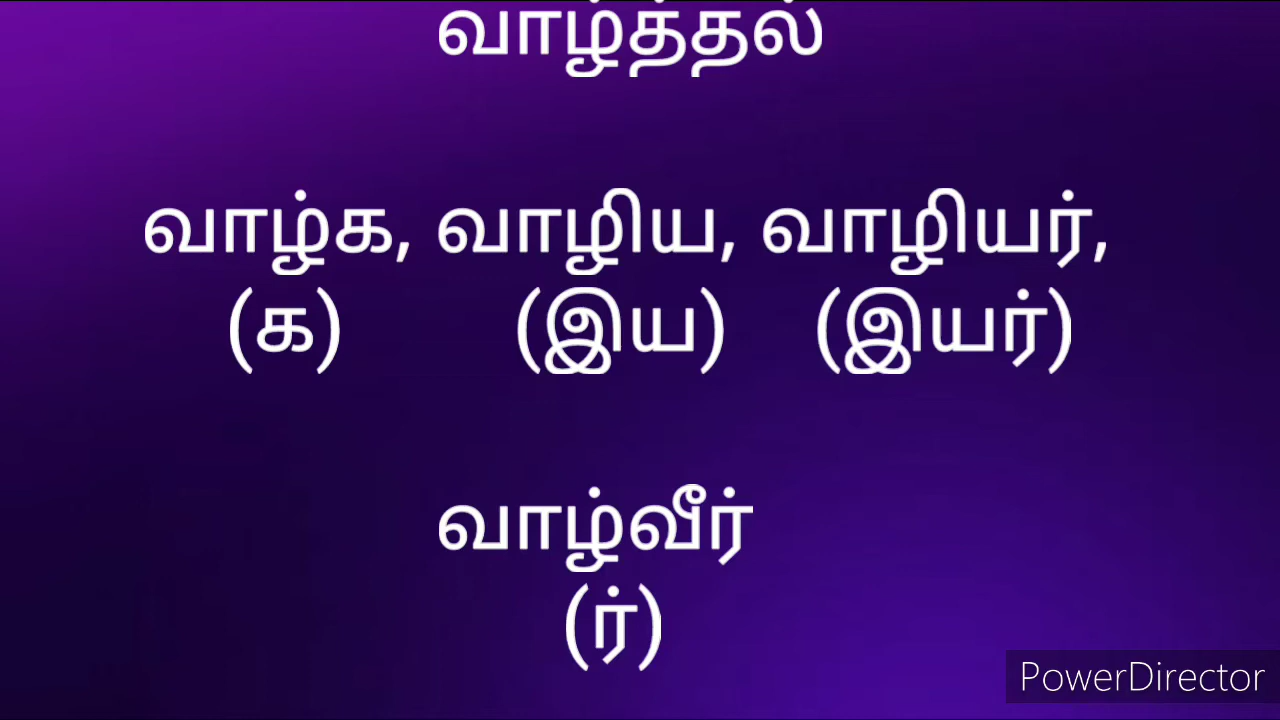 வாழ்த்தல்
வாழ்க, வாழிய, வாழியர்,
(க) (இய) (இயர்)
வாழ்வீர்
(ர்)
PowerDirector